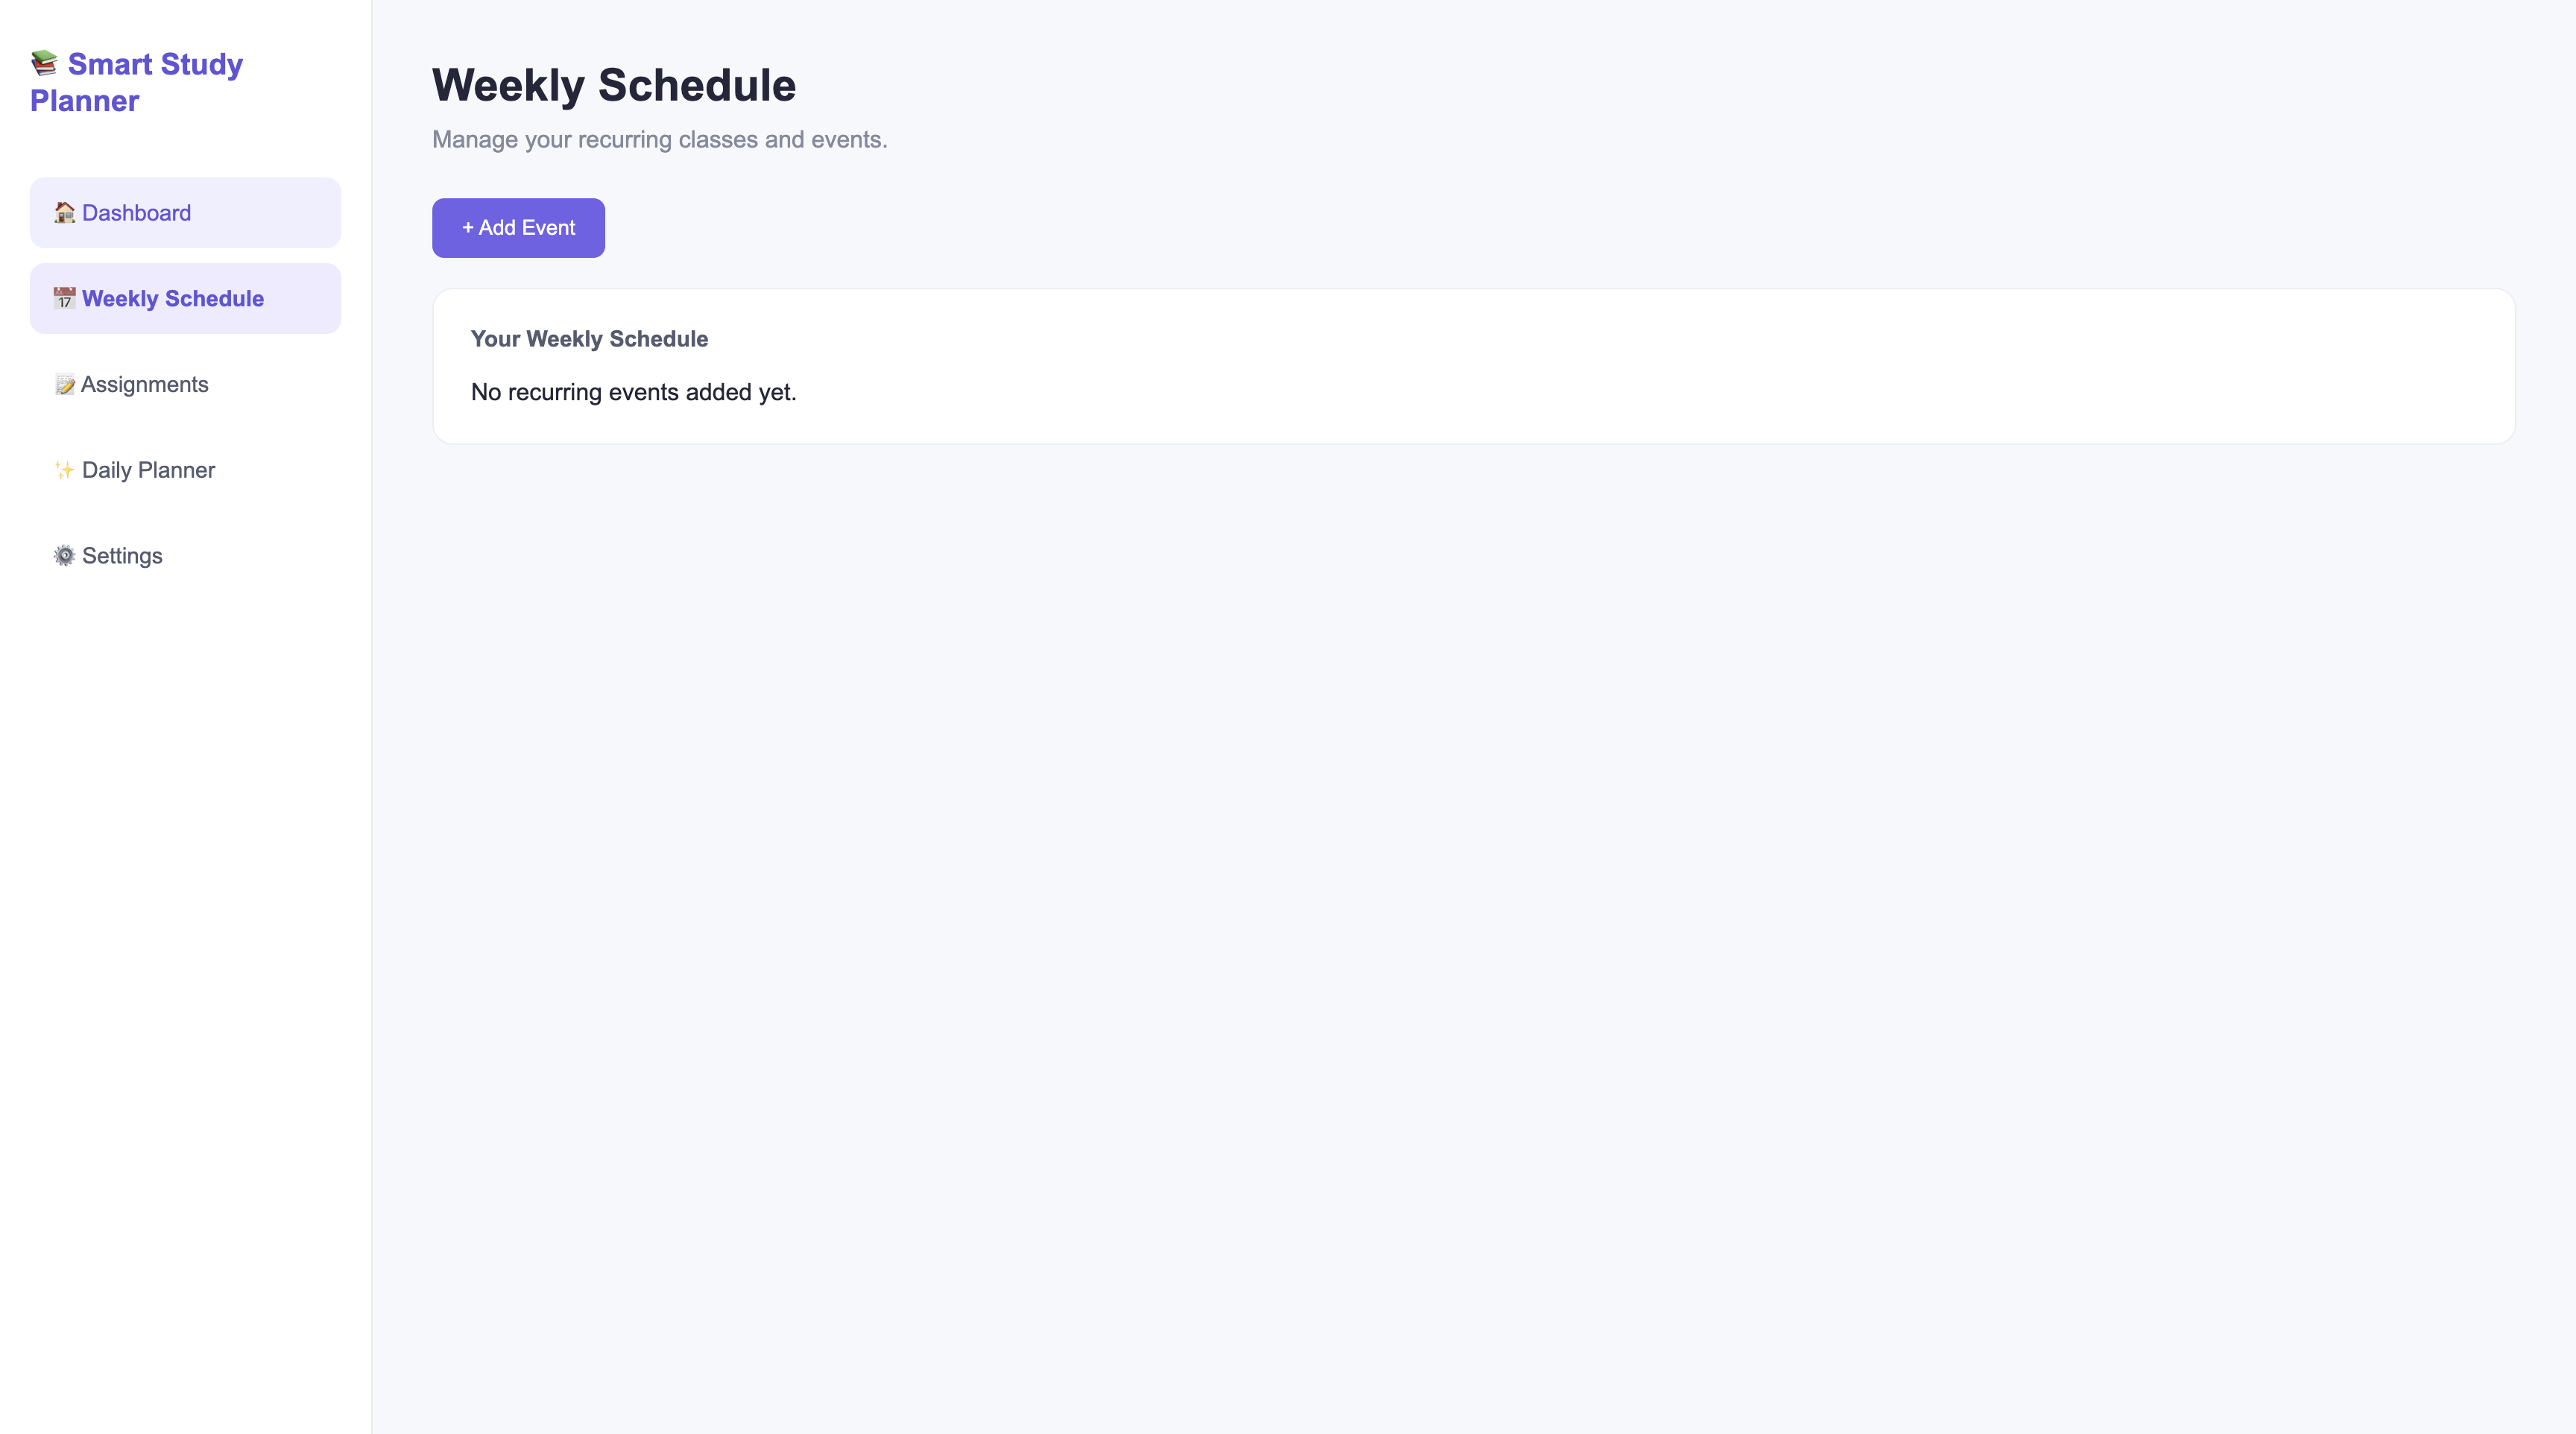 📚 Smart Study
Planner
🏠 Dashboard
📅 Weekly Schedule
📝 Assignments
✨ Daily Planner
⚙️ Settings
Weekly Schedule
Manage your recurring classes and events.
+ Add Event
Your Weekly Schedule
No recurring events added yet.